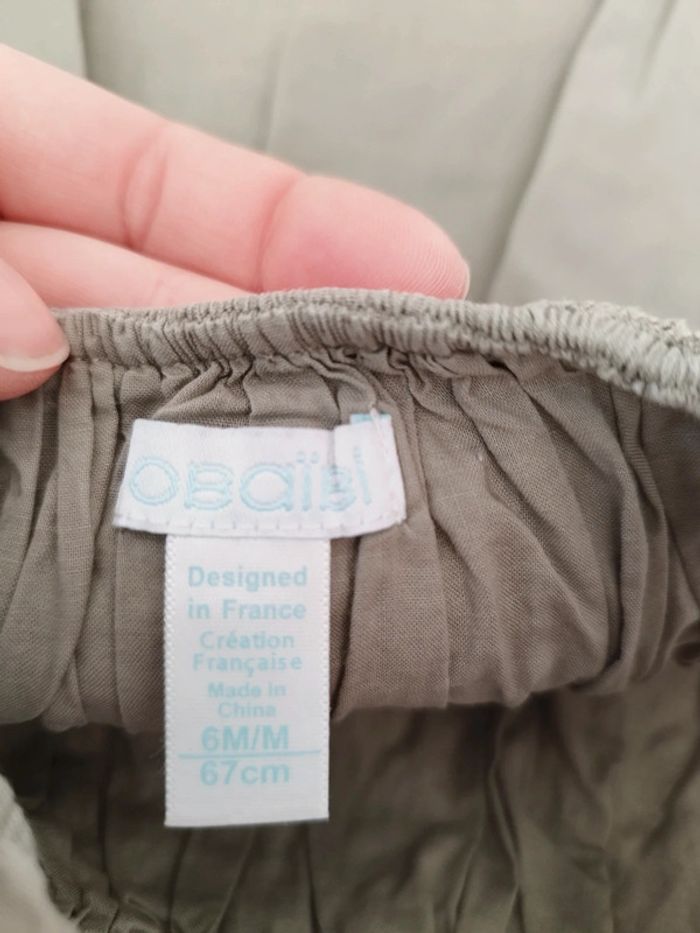 obaïbi
Designed
in France
Création
Française
Made in
China
6M/M
67cm